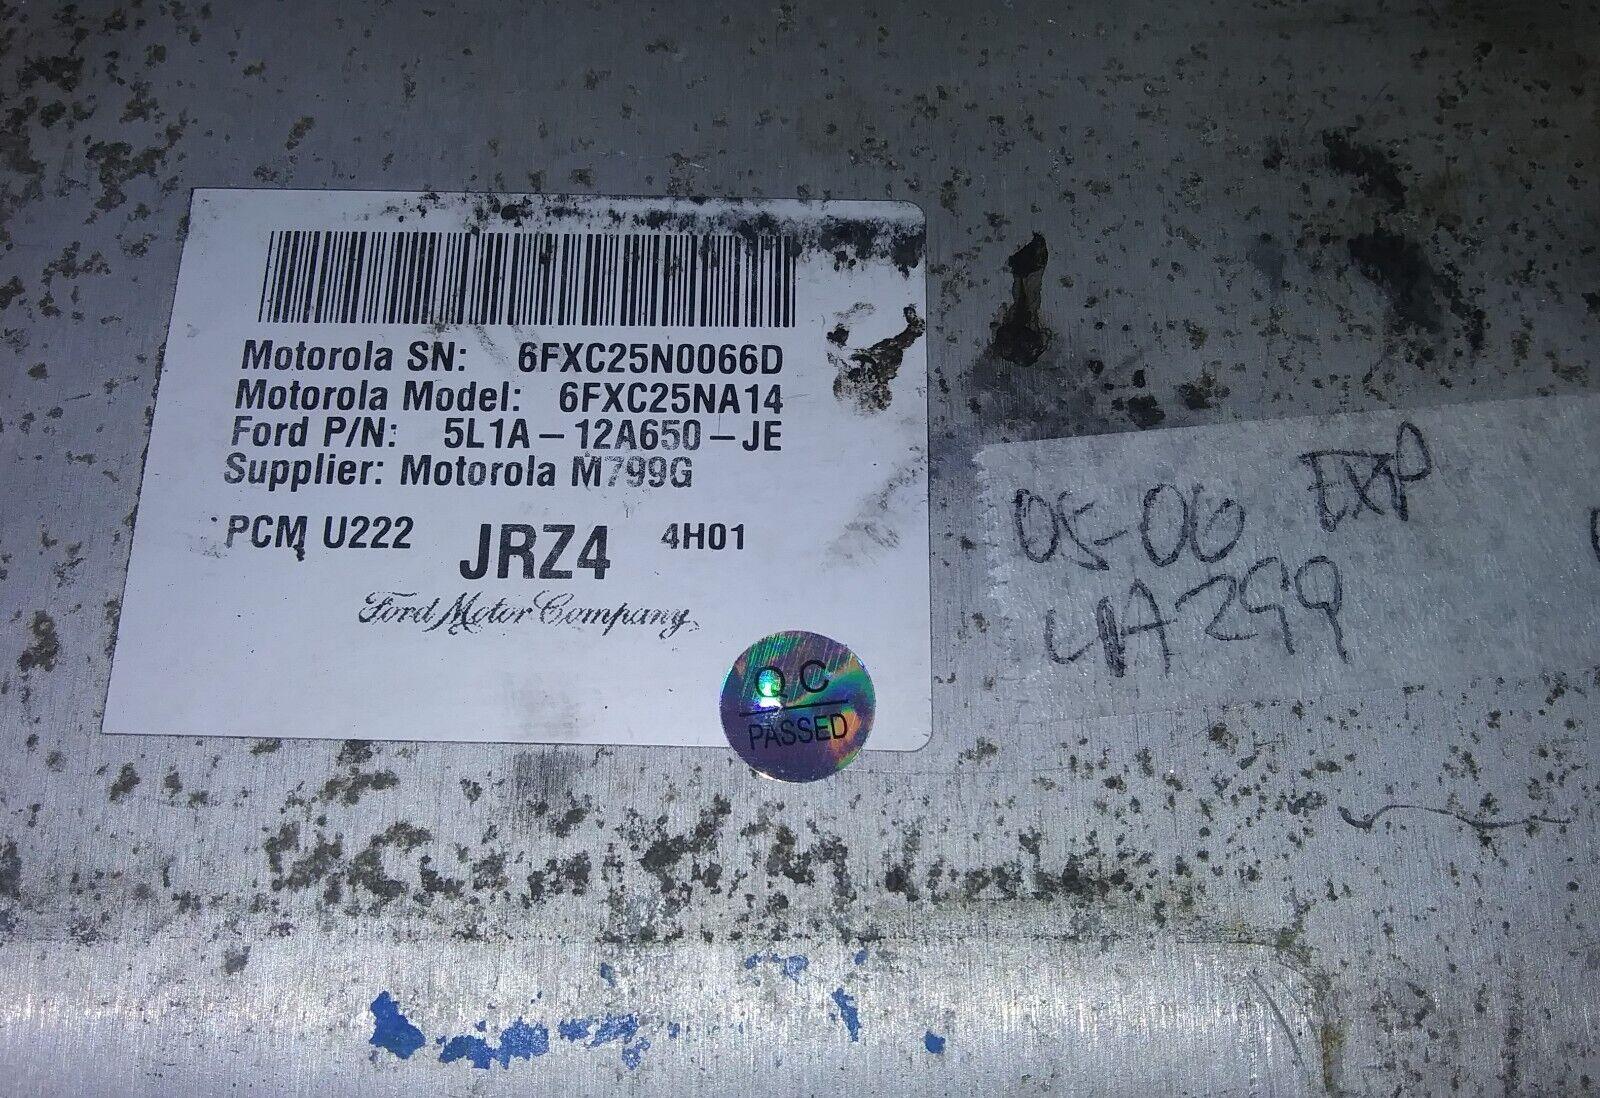 Motorola SN: 6FXC25N0066D
Motorola Model: 6FXC25NA14
Ford P/N: 5L1A-12A650-JE
Supplier: Motorola M799G
PCM U222 JRZ4 4H01
Ford Motor Company
QC
PASSED
05-06 EXP
LIA299